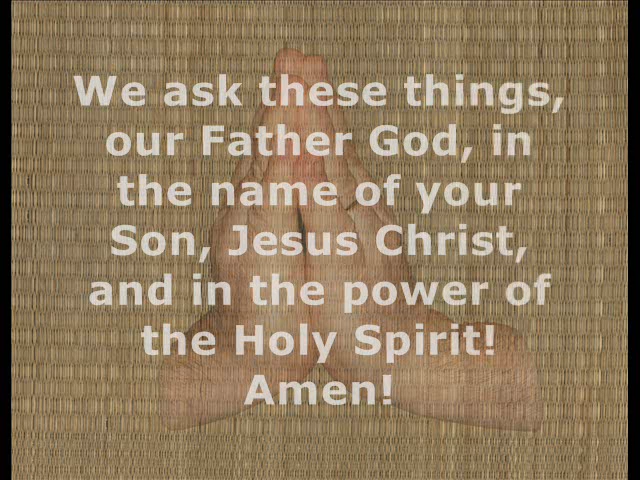 We ask these things,
our Father God, in
the name of your
Son, Jesus Christ,
and in the power of
the Holy Spirit!
Amen!